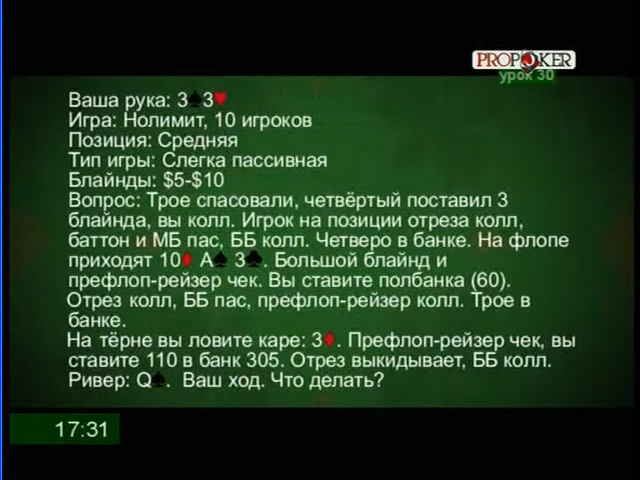 PROPOKER
урок 30
Ваша рука: 3♠3♥
Игра: Нолимит, 10 игроков
Позиция: Средняя
Тип игры: Слегка пассивная
Блайнды: $5-$10
Вопрос: Трое спасовали, четвёртый поставил 3
блайнда, вы колл. Игрок на позиции отреза колл,
баттон и МБ пас, ББ колл. Четверо в банке. На флопе
приходят 10♦ A♠ 3♣. Большой блайнд и
префлоп-рейзер чек. Вы ставите полбанка (60).
Отрез колл, ББ пас, префлоп-рейзер колл. Трое в
банке.
На тёрне вы ловите каре: 3♦. Префлоп-рейзер чек, вы
ставите 110 в банк 305. Отрез выкидывает, ББ колл.
Ривер: Q♠. Ваш ход. Что делать?
17:31